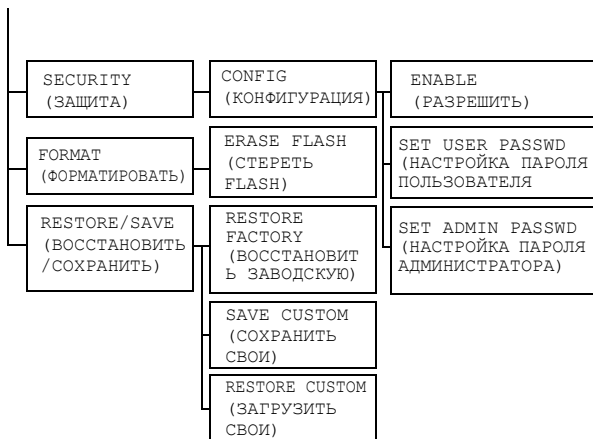 SECURITY
(ЗАЩИТА)
CONFIG
(КОНФИГУРАЦИЯ)
ENABLE
(РАЗРЕШИТЬ)
SET USER PASSWD
(НАСТРОЙКА ПАРОЛЯ
ПОЛЬЗОВАТЕЛЯ
SET ADMIN PASSWD
(НАСТРОЙКА ПАРОЛЯ
АДМИНИСТРАТОРА)
FORMAT
(ФОРМАТИРОВАТЬ)
ERASE FLASH
(СТЕРЕТЬ
FLASH)
RESTORE/SAVE
(ВОССТАНОВИТЬ
/СОХРАНИТЬ)
RESTORE
FACTORY
(ВОССТАНОВИТ
Ь ЗАВОДСКУЮ)
SAVE CUSTOM
(СОХРАНИТЬ
СВОИ)
RESTORE CUSTOM
(ЗАГРУЗИТЬ
СВОИ)